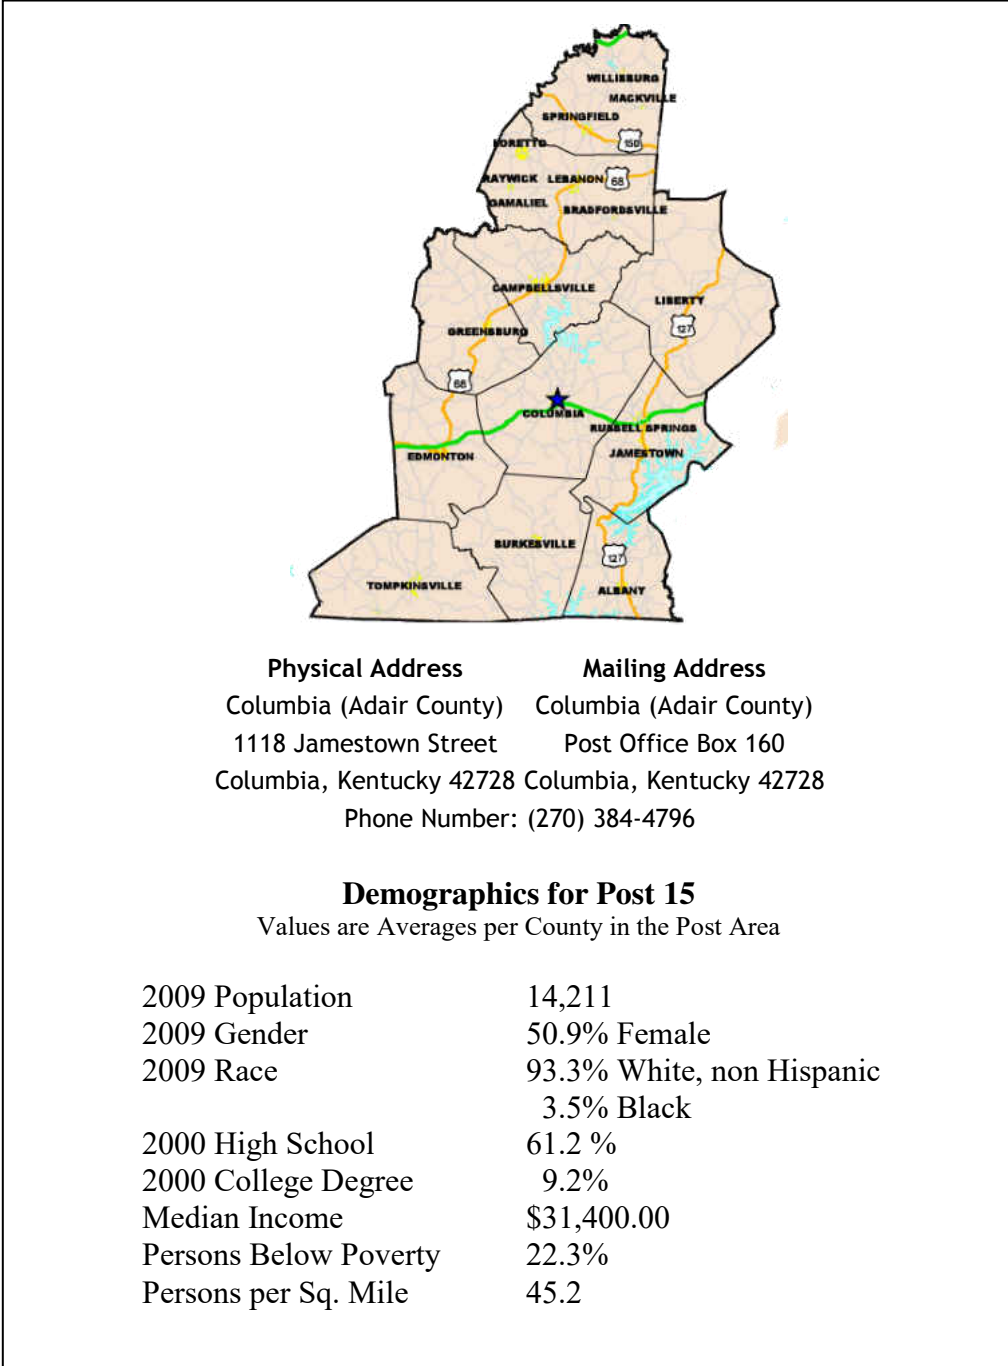 WILLISBURG
MACKVILLE
SPRINGFIELD
150
LORETTO
RAYWICK LEBANON 68
GAMALIEL
BRADFORDSVILLE
CAMPBELLSVILLE
LIBERTY
127
GREENSBURG
68
COLUMBIA
RUSSELL SPRINGS
EDMONTON
JAMESTOWN
BURKESVILLE
127
TOMPKINSVILLE
ALBANY
Physical Address Mailing Address
Columbia (Adair County) Columbia (Adair County)
1118 Jamestown Street Post Office Box 160
Columbia, Kentucky 42728 Columbia, Kentucky 42728
Phone Number: (270) 384-4796
Demographics for Post 15
Values are Averages per County in the Post Area
2009 Population 14,211
2009 Gender 50.9% Female
2009 Race 93.3% White, non Hispanic
3.5% Black
2000 High School 61.2 %
2000 College Degree 9.2%
Median Income $31,400.00
Persons Below Poverty 22.3%
Persons per Sq. Mile 45.2